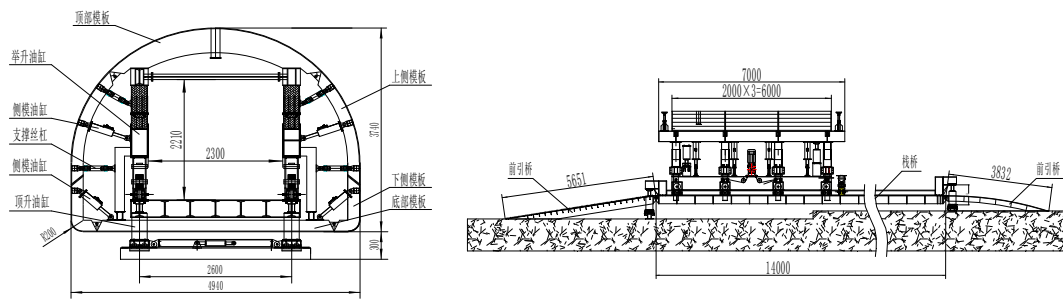 顶部模板
举升油缸
侧模油缸
支撑丝杠
侧模油缸
顶升油缸
R200
上侧模板
下侧模板
底部模板
2210
2300
3740
300
2600
4940
7000
2000×3=6000
前引桥
5651
栈桥
3832
前引桥
14000